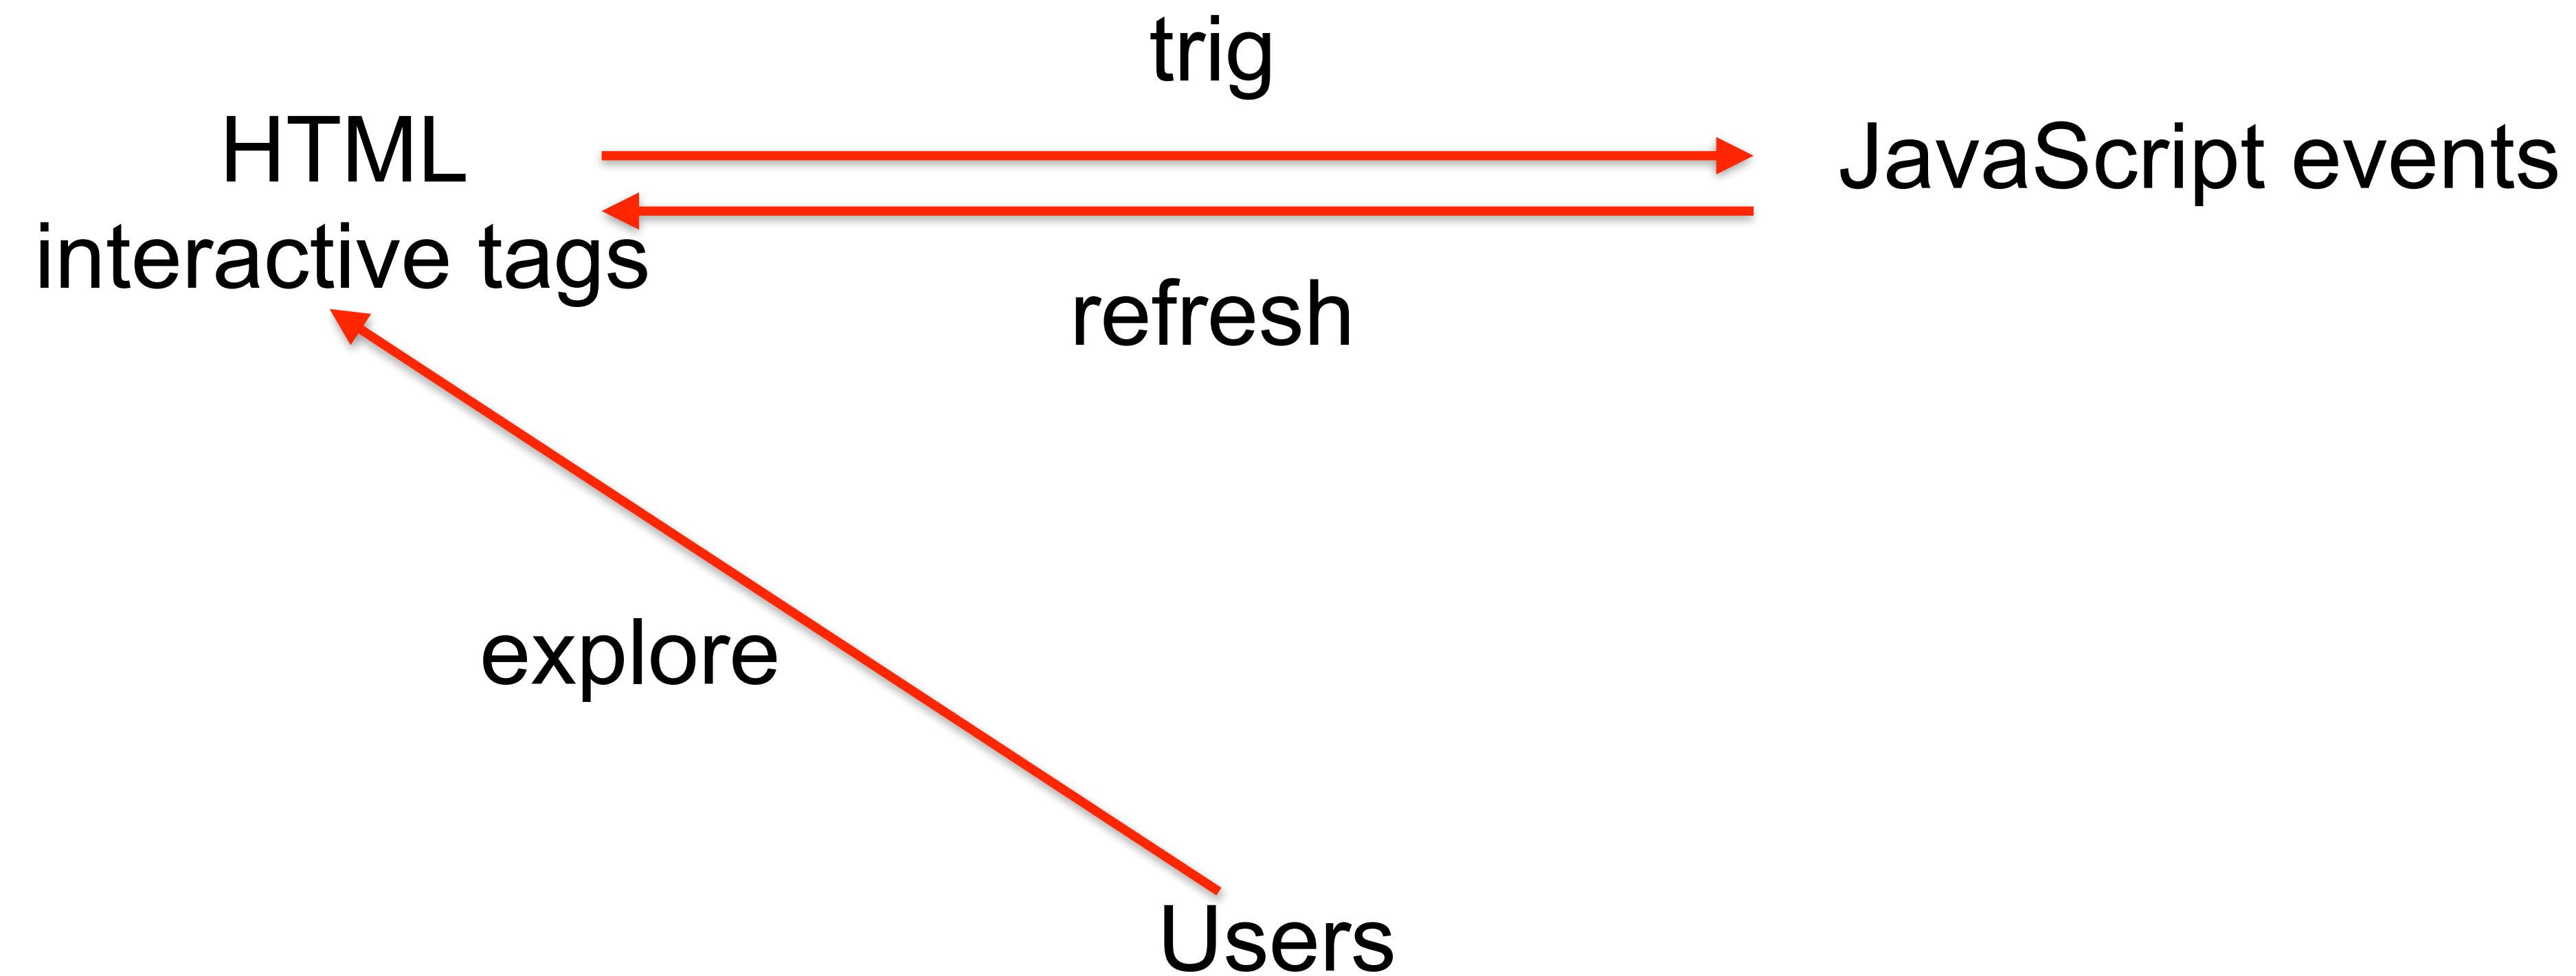 trig
HTML
interactive tags
JavaScript events
refresh
explore
Users